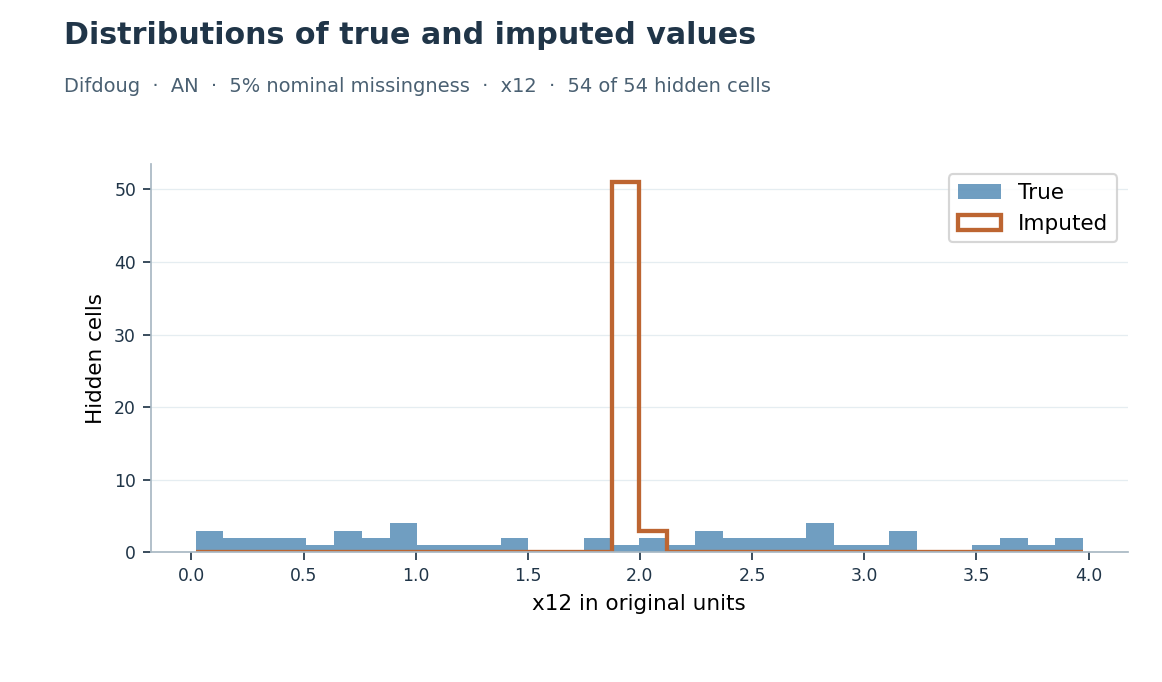 Distributions of true and imputed values
Difdoug · AN · 5% nominal missingness · x12 · 54 of 54 hidden cells
True
Imputed
Hidden cells
50
40
30
20
10
0
0.0 0.5 1.0 1.5 2.0 2.5 3.0 3.5 4.0
x12 in original units